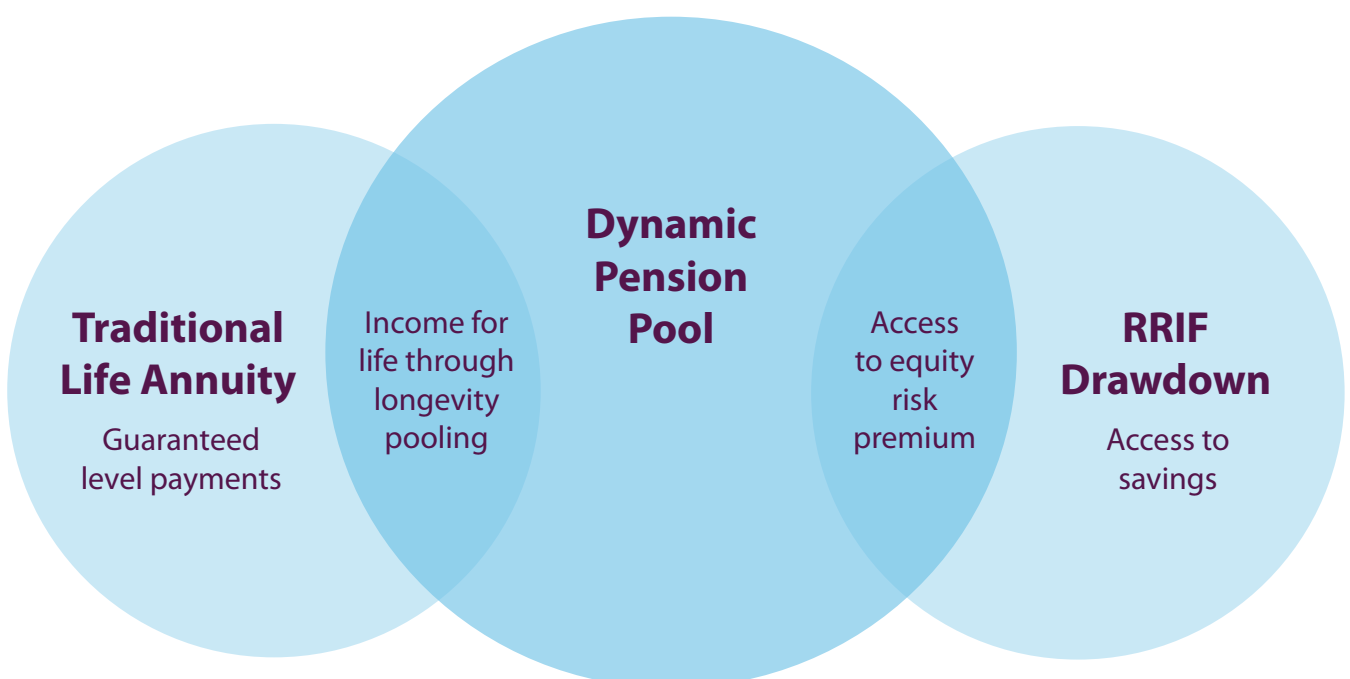 Traditional
Life Annuity
Guaranteed
level payments
Income for
life through
longevity
pooling
Dynamic
Pension
Pool
Access
to equity
risk
premium
RRIF
Drawdown
Access to
savings